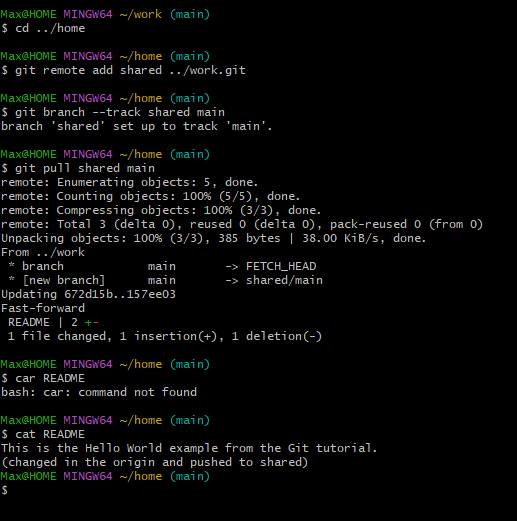 Max@HOME MINGW64 ~/work (main)
$ cd ../home
Max@HOME MINGW64 ~/home (main)
$ git remote add shared ../work.git
Max@HOME MINGW64 ~/home (main)
$ git branch --track shared main
branch 'shared' set up to track 'main'.
Max@HOME MINGW64 ~/home (main)
$ git pull shared main
remote: Enumerating objects: 5, done.
remote: Counting objects: 100% (5/5), done.
remote: Compressing objects: 100% (3/3), done.
remote: Total 3 (delta 0), reused 0 (delta 0), pack-reused 0 (from 0)
Unpacking objects: 100% (3/3), 385 bytes | 38.00 KiB/s, done.
From ../work
 * branch            main       -> FETCH_HEAD
 * [new branch]      main       -> shared/main
Updating 672d15b..157ee03
Fast-forward
 README | 2 +-
 1 file changed, 1 insertion(+), 1 deletion(-)
Max@HOME MINGW64 ~/home (main)
$ car README
bash: car: command not found
Max@HOME MINGW64 ~/home (main)
$ cat README
This is the Hello World example from the Git tutorial.
(changed in the origin and pushed to shared)
Max@HOME MINGW64 ~/home (main)
$